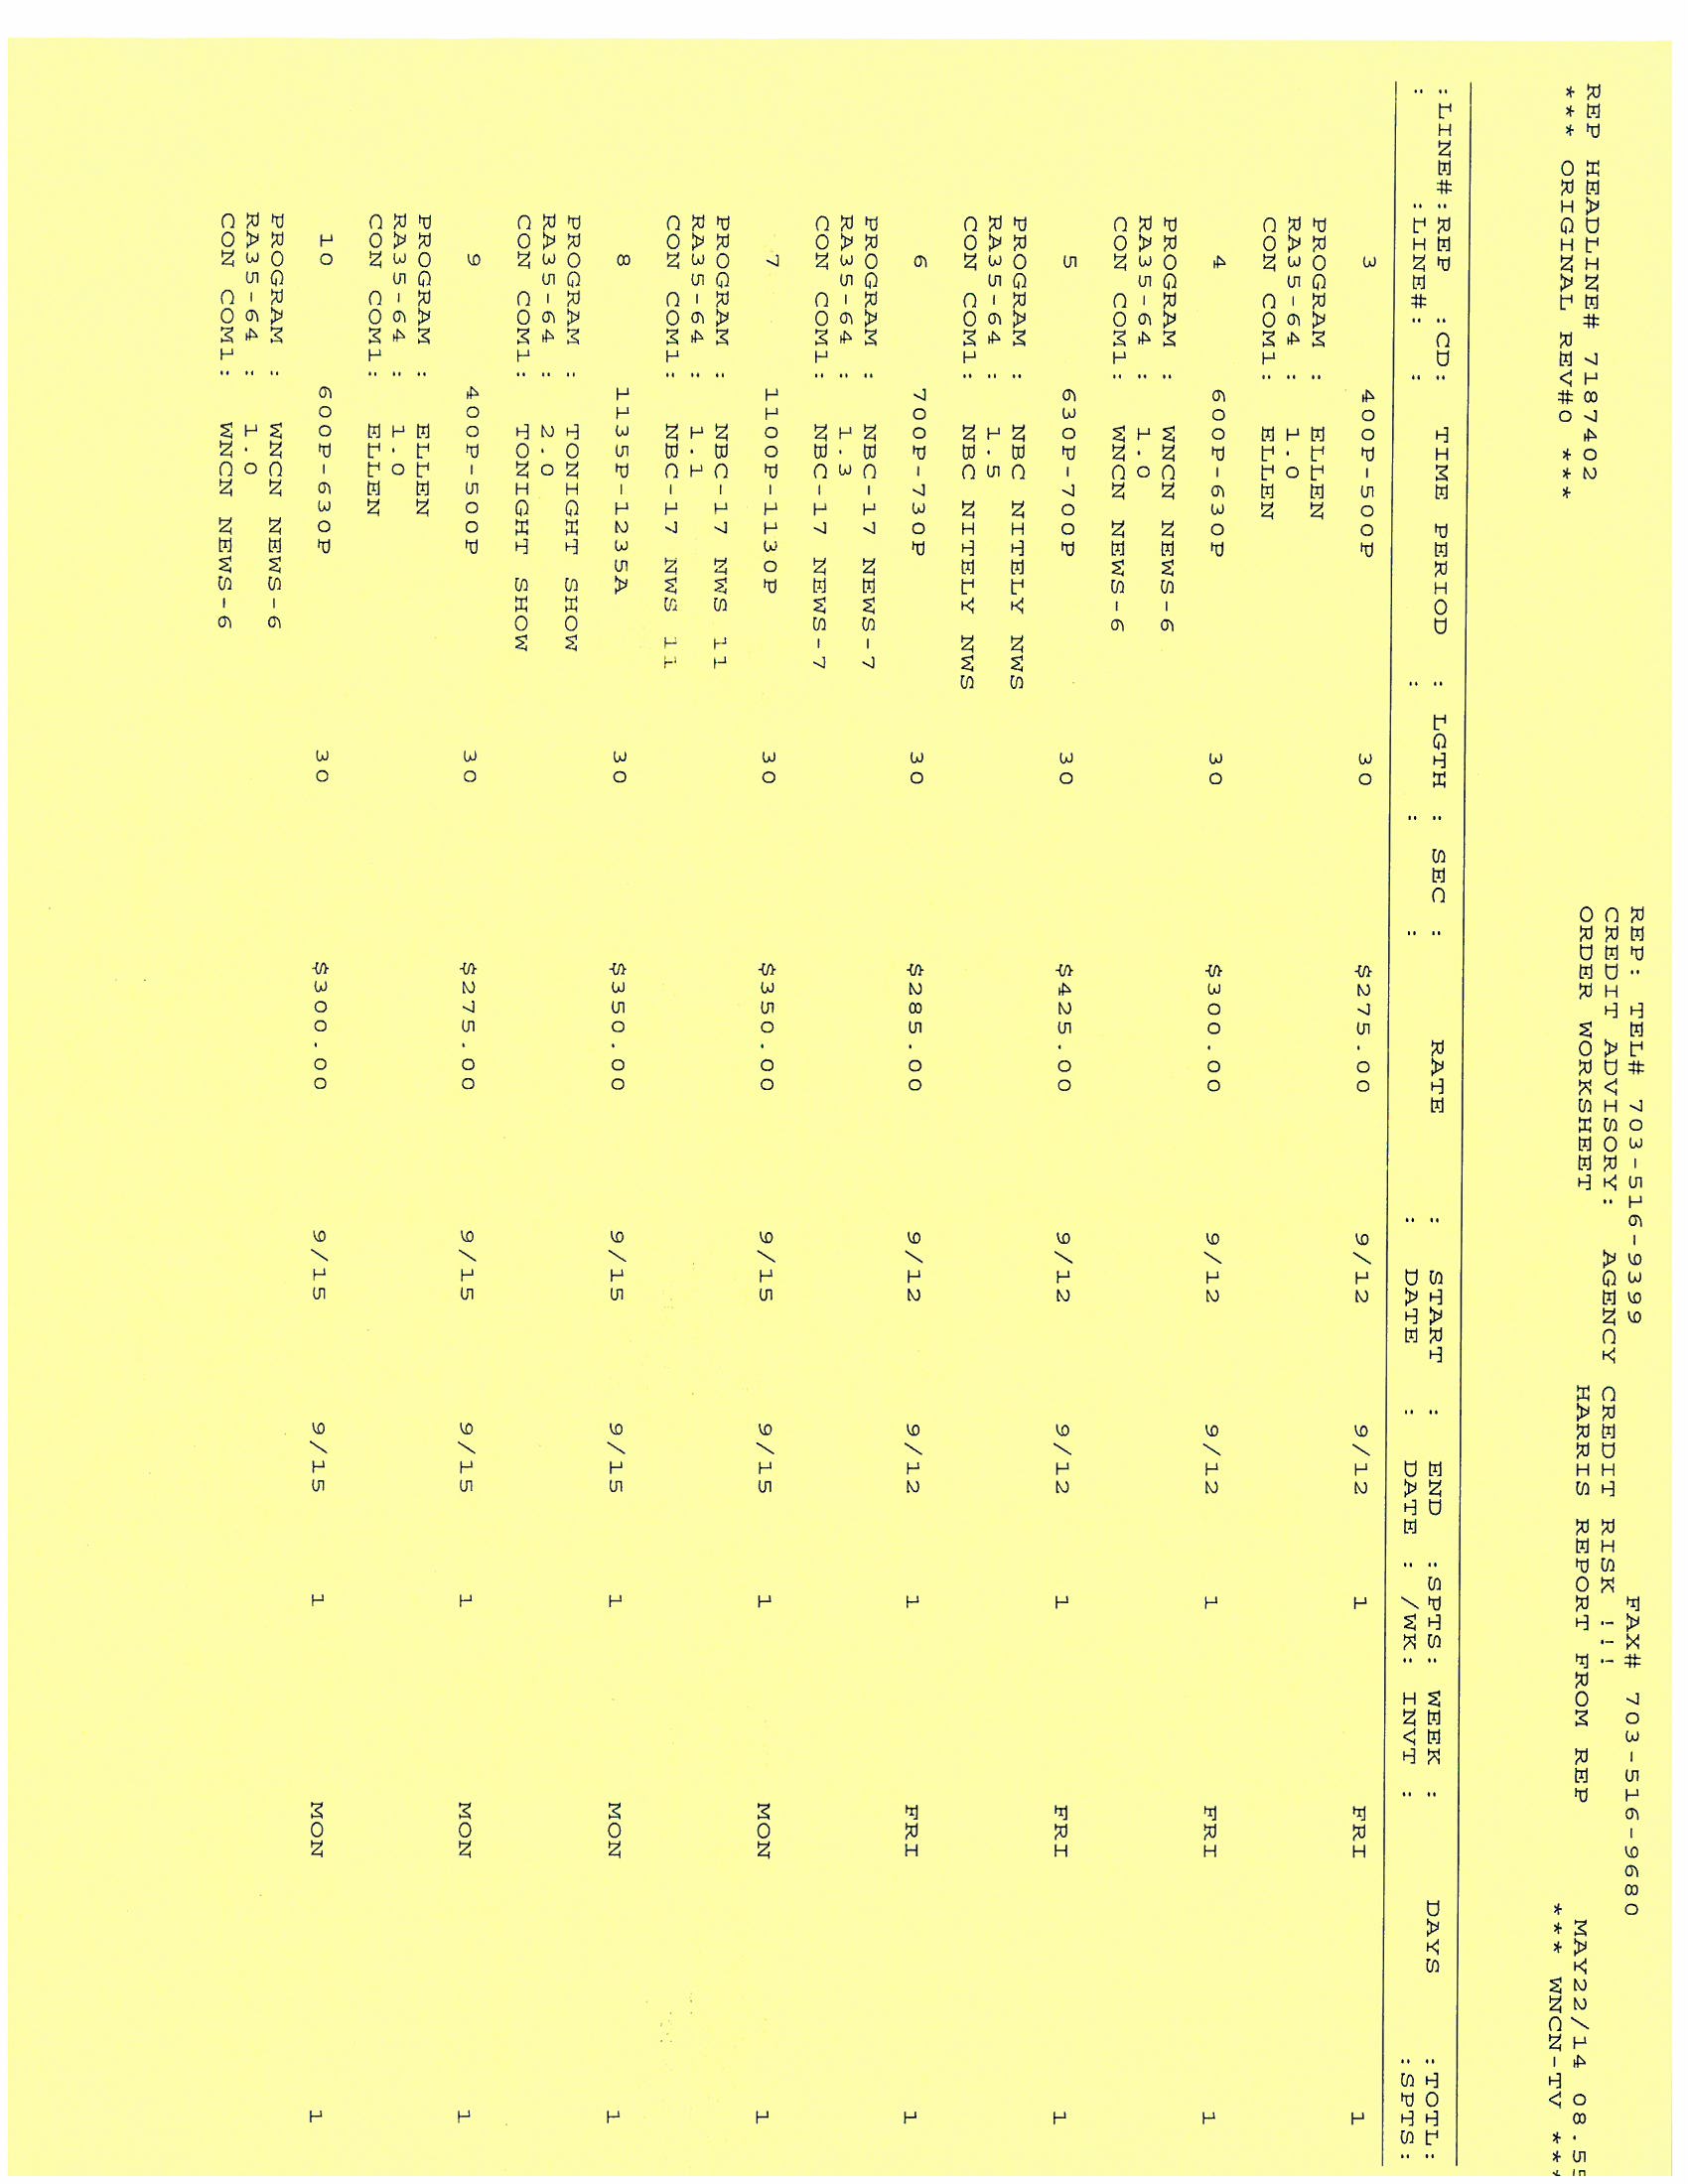 REP: TEL# 703-516-9399 FAX# 703-516-9680
CREDIT ADVISORY: AGENCY CREDIT RISK !!!
REP HEADLINE# 7187402 ORDER WORKSHEET HARRIS REPORT FROM REP MAY22/14 08.55
*** ORIGINAL REV#0 *** *** WNCN-TV ***
:LINE#:REP :CD: TIME PERIOD : LGTH : SEC : RATE : START : END :SPTS: WEEK : DAYS :TOTL:
: :LINE#: : : : : : DATE : DATE : /WK: INVT : :SPTS:
3 400P-500P 30 $275.00 9/12 9/12 1 FRI 1
PROGRAM : ELLEN
RA35-64 : 1.0
CON COM1: ELLEN
4 600P-630P 30 $300.00 9/12 9/12 1 FRI 1
PROGRAM : WNCN NEWS-6
RA35-64 : 1.0
CON COM1: WNCN NEWS-6
5 630P-700P 30 $425.00 9/12 9/12 1 FRI 1
PROGRAM : NBC NITELY NWS
RA35-64 : 1.5
CON COM1: NBC NITELY NWS
6 700P-730P 30 $285.00 9/12 9/12 1 FRI 1
PROGRAM : NBC-17 NEWS-7
RA35-64 : 1.3
CON COM1: NBC-17 NEWS-7
7 1100P-1130P 30 $350.00 9/15 9/15 1 MON 1
PROGRAM : NBC-17 NWS 11
RA35-64 : 1.1
CON COM1: NBC-17 NWS 11
8 1135P-1235A 30 $350.00 9/15 9/15 1 MON 1
PROGRAM : TONIGHT SHOW
RA35-64 : 2.0
CON COM1: TONIGHT SHOW
9 400P-500P 30 $275.00 9/15 9/15 1 MON 1
PROGRAM : ELLEN
RA35-64 : 1.0
CON COM1: ELLEN
10 600P-630P 30 $300.00 9/15 9/15 1 MON 1
PROGRAM : WNCN NEWS-6
RA35-64 : 1.0
CON COM1: WNCN NEWS-6